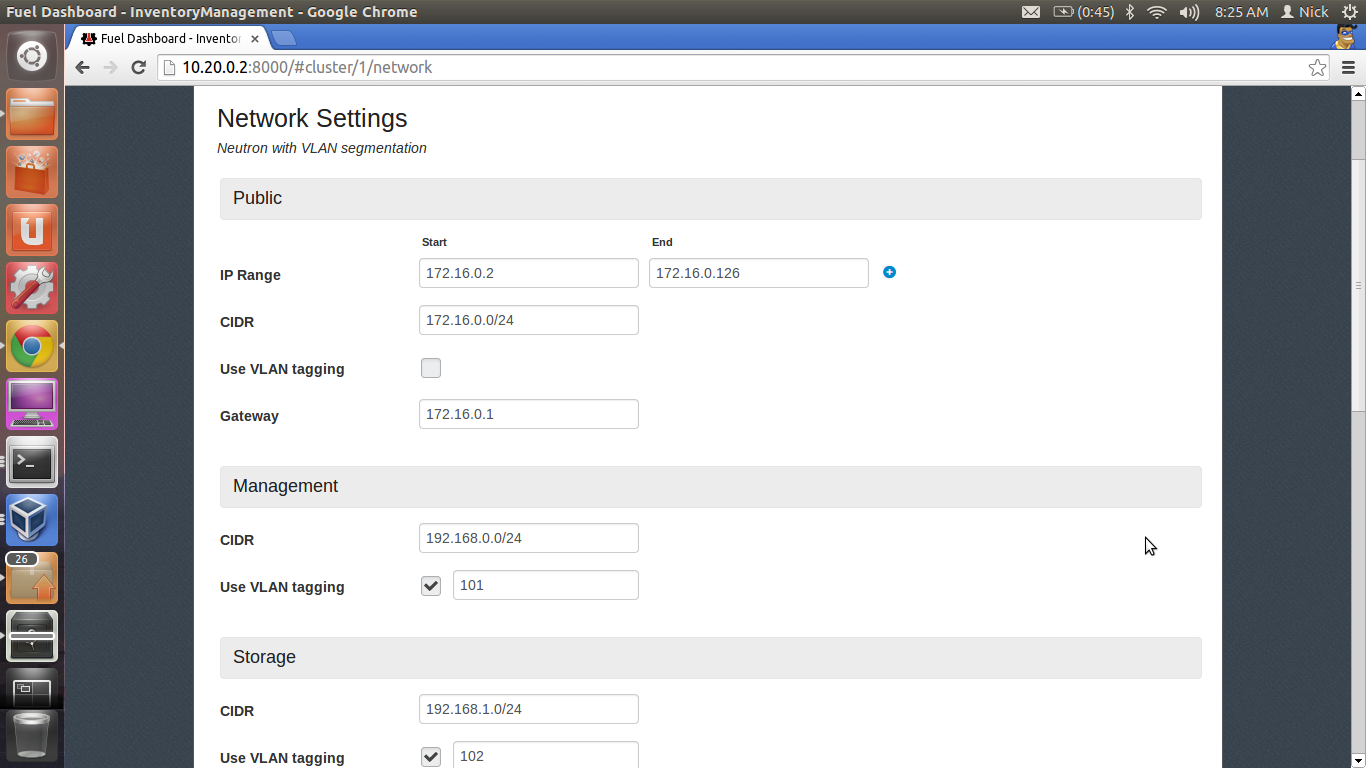 Fuel Dashboard - InventoryManagement - Google Chrome (0:45) 8:25 AM Nick
Fuel Dashboard - Invento
10.20.0.2:8000/#cluster/1/network
Network Settings
Neutron with VLAN segmentation
Public
Start End
IP Range 172.16.0.2 172.16.0.126
CIDR 172.16.0.0/24
Use VLAN tagging
Gateway 172.16.0.1
Management
CIDR 192.168.0.0/24
Use VLAN tagging 101
26
Storage
CIDR 192.168.1.0/24
Use VLAN tagging 102